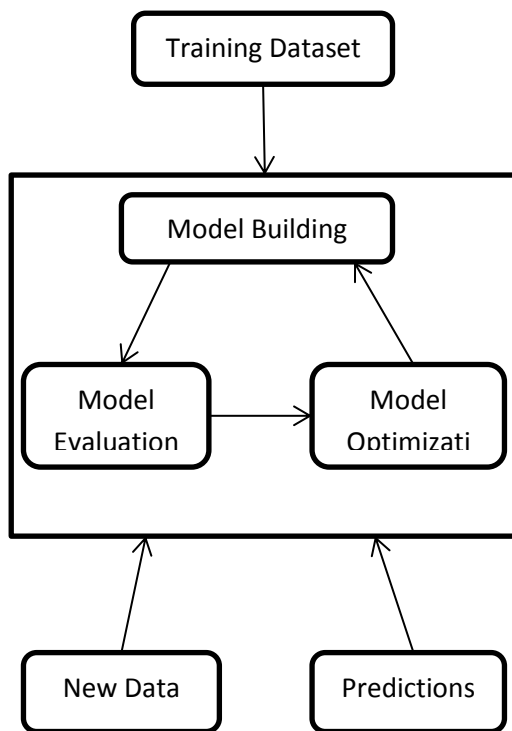 Training Dataset
Model Building
Model
Evaluation
Model
Optimizati
New Data
Predictions